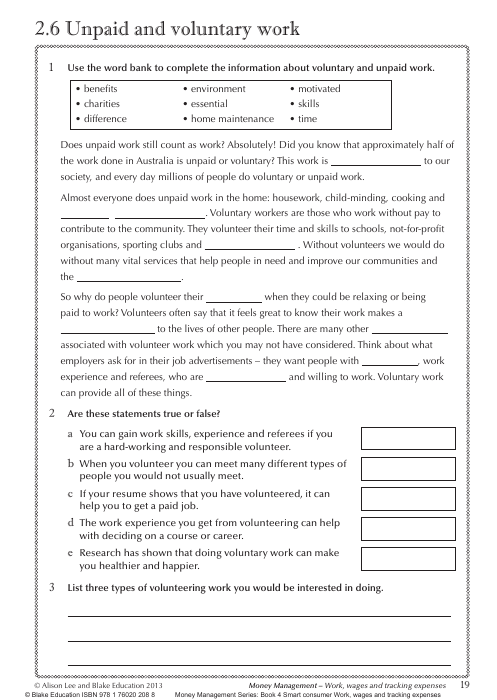 2.6 Unpaid and voluntary work
1 Use the word bank to complete the information about voluntary and unpaid work.
• benefits • environment • motivated
• charities • essential • skills
• difference • home maintenance • time
Does unpaid work still count as work? Absolutely! Did you know that approximately half of
the work done in Australia is unpaid or voluntary? This work is ________ to our
society, and every day millions of people do voluntary or unpaid work.
Almost everyone does unpaid work in the home: housework, child-minding, cooking and
________ ________. Voluntary workers are those who work without pay to
contribute to the community. They volunteer their time and skills to schools, not-for-profit
organisations, sporting clubs and ________ . Without volunteers we would do
without many vital services that help people in need and improve our communities and
the ________.
So why do people volunteer their ________ when they could be relaxing or being
paid to work? Volunteers often say that it feels great to know their work makes a
________ to the lives of other people. There are many other ________
associated with volunteer work which you may not have considered. Think about what
employers ask for in their job advertisements – they want people with ________, work
experience and referees, who are ________ and willing to work. Voluntary work
can provide all of these things.
2 Are these statements true or false?
a You can gain work skills, experience and referees if you
are a hard-working and responsible volunteer.
b When you volunteer you can meet many different types of
people you would not usually meet.
c If your resume shows that you have volunteered, it can
help you to get a paid job.
d The work experience you get from volunteering can help
with deciding on a course or career.
e Research has shown that doing voluntary work can make
you healthier and happier.
3 List three types of volunteering work you would be interested in doing.
© Alison Lee and Blake Education 2013 Money Management – Work, wages and tracking expenses 19
© Blake Education ISBN 978 1 76020 208 8 Money Management Series: Book 4 Smart consumer Work, wages and tracking expenses